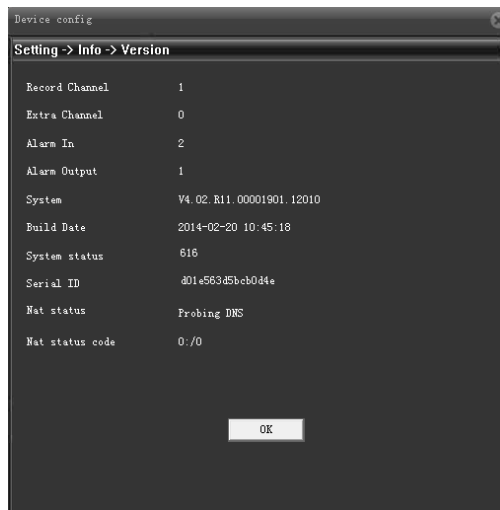 Device config
Setting -> Info -> Version
Record Channel 1
Extra Channel 0
Alarm In 2
Alarm Output 1
System V4.02.R11.00001901.12010
Build Date 2014-02-20 10:45:18
System status 616
Serial ID d01e563d5bcb0d4e
Nat status Probing DNS
Nat status code 0:/0
OK